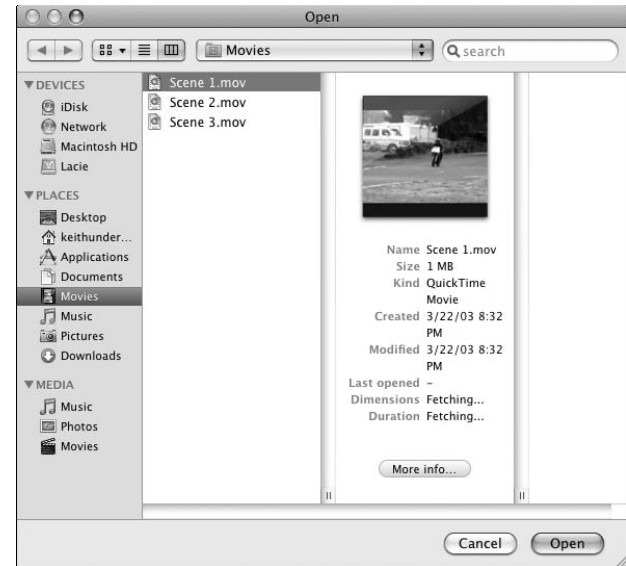 Open
Movies
search
DEVICES
iDisk
Network
Macintosh HD
Lacie
PLACES
Desktop
keithunder...
Applications
Documents
Movies
Music
Pictures
Downloads
MEDIA
Music
Photos
Movies
Scene 1.mov
Scene 2.mov
Scene 3.mov
Name Scene 1.mov
Size 1 MB
Kind QuickTime
Movie
Created 3/22/03 8:32
PM
Modified 3/22/03 8:32
PM
Last opened –
Dimensions Fetching...
Duration Fetching...
More info...
Cancel
Open